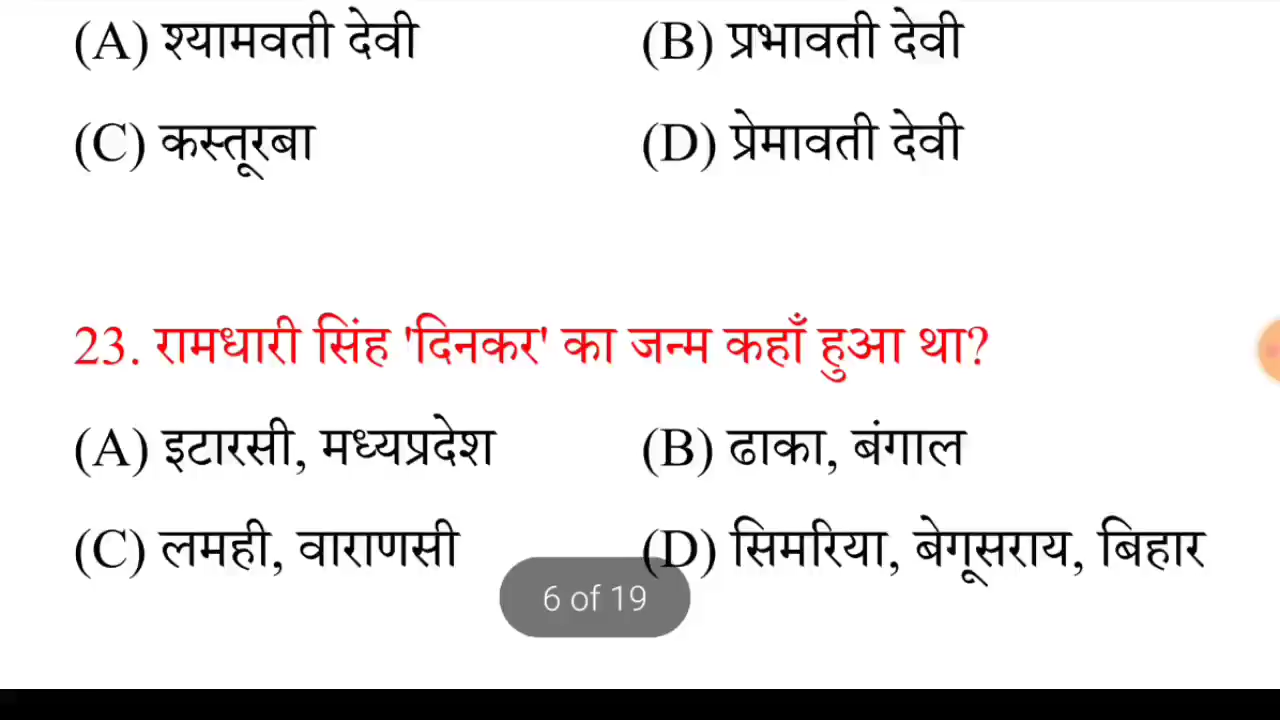 (A) श्यामवती देवी (B) प्रभावती देवी
(C) कस्तूरबा (D) प्रेमावती देवी
23. रामधारी सिंह 'दिनकर' का जन्म कहाँ हुआ था?
(A) इटारसी, मध्यप्रदेश (B) ढाका, बंगाल
(C) लमही, वाराणसी (D) सिमरिया, बेगूसराय, बिहार
6 of 19